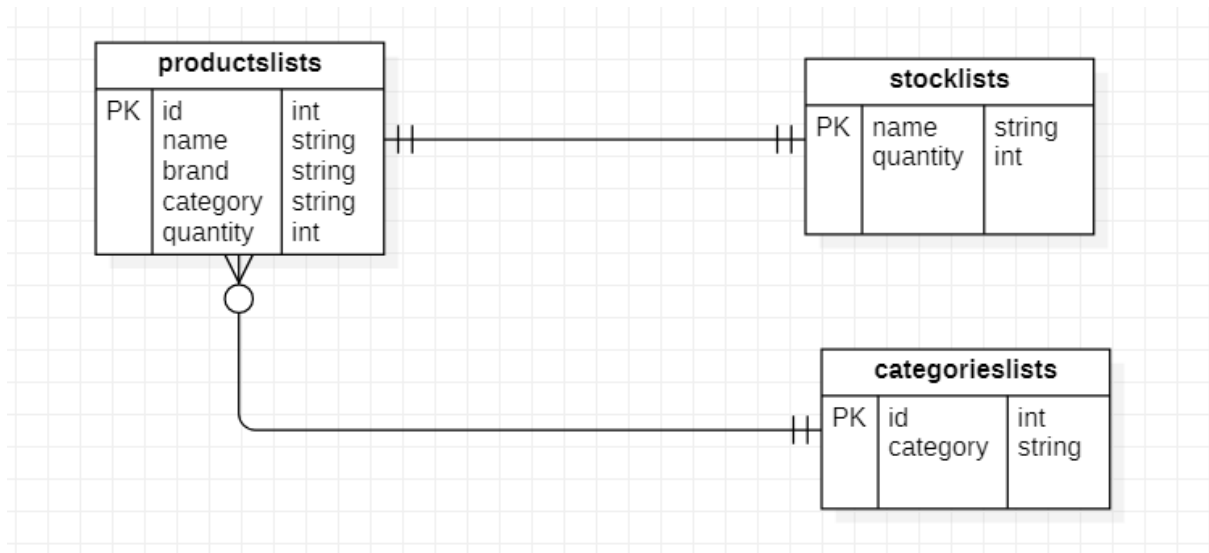 productslists
PK id int
name string
brand string
category string
quantity int
stocklists
PK name string
quantity int
categorieslists
PK id int
category string